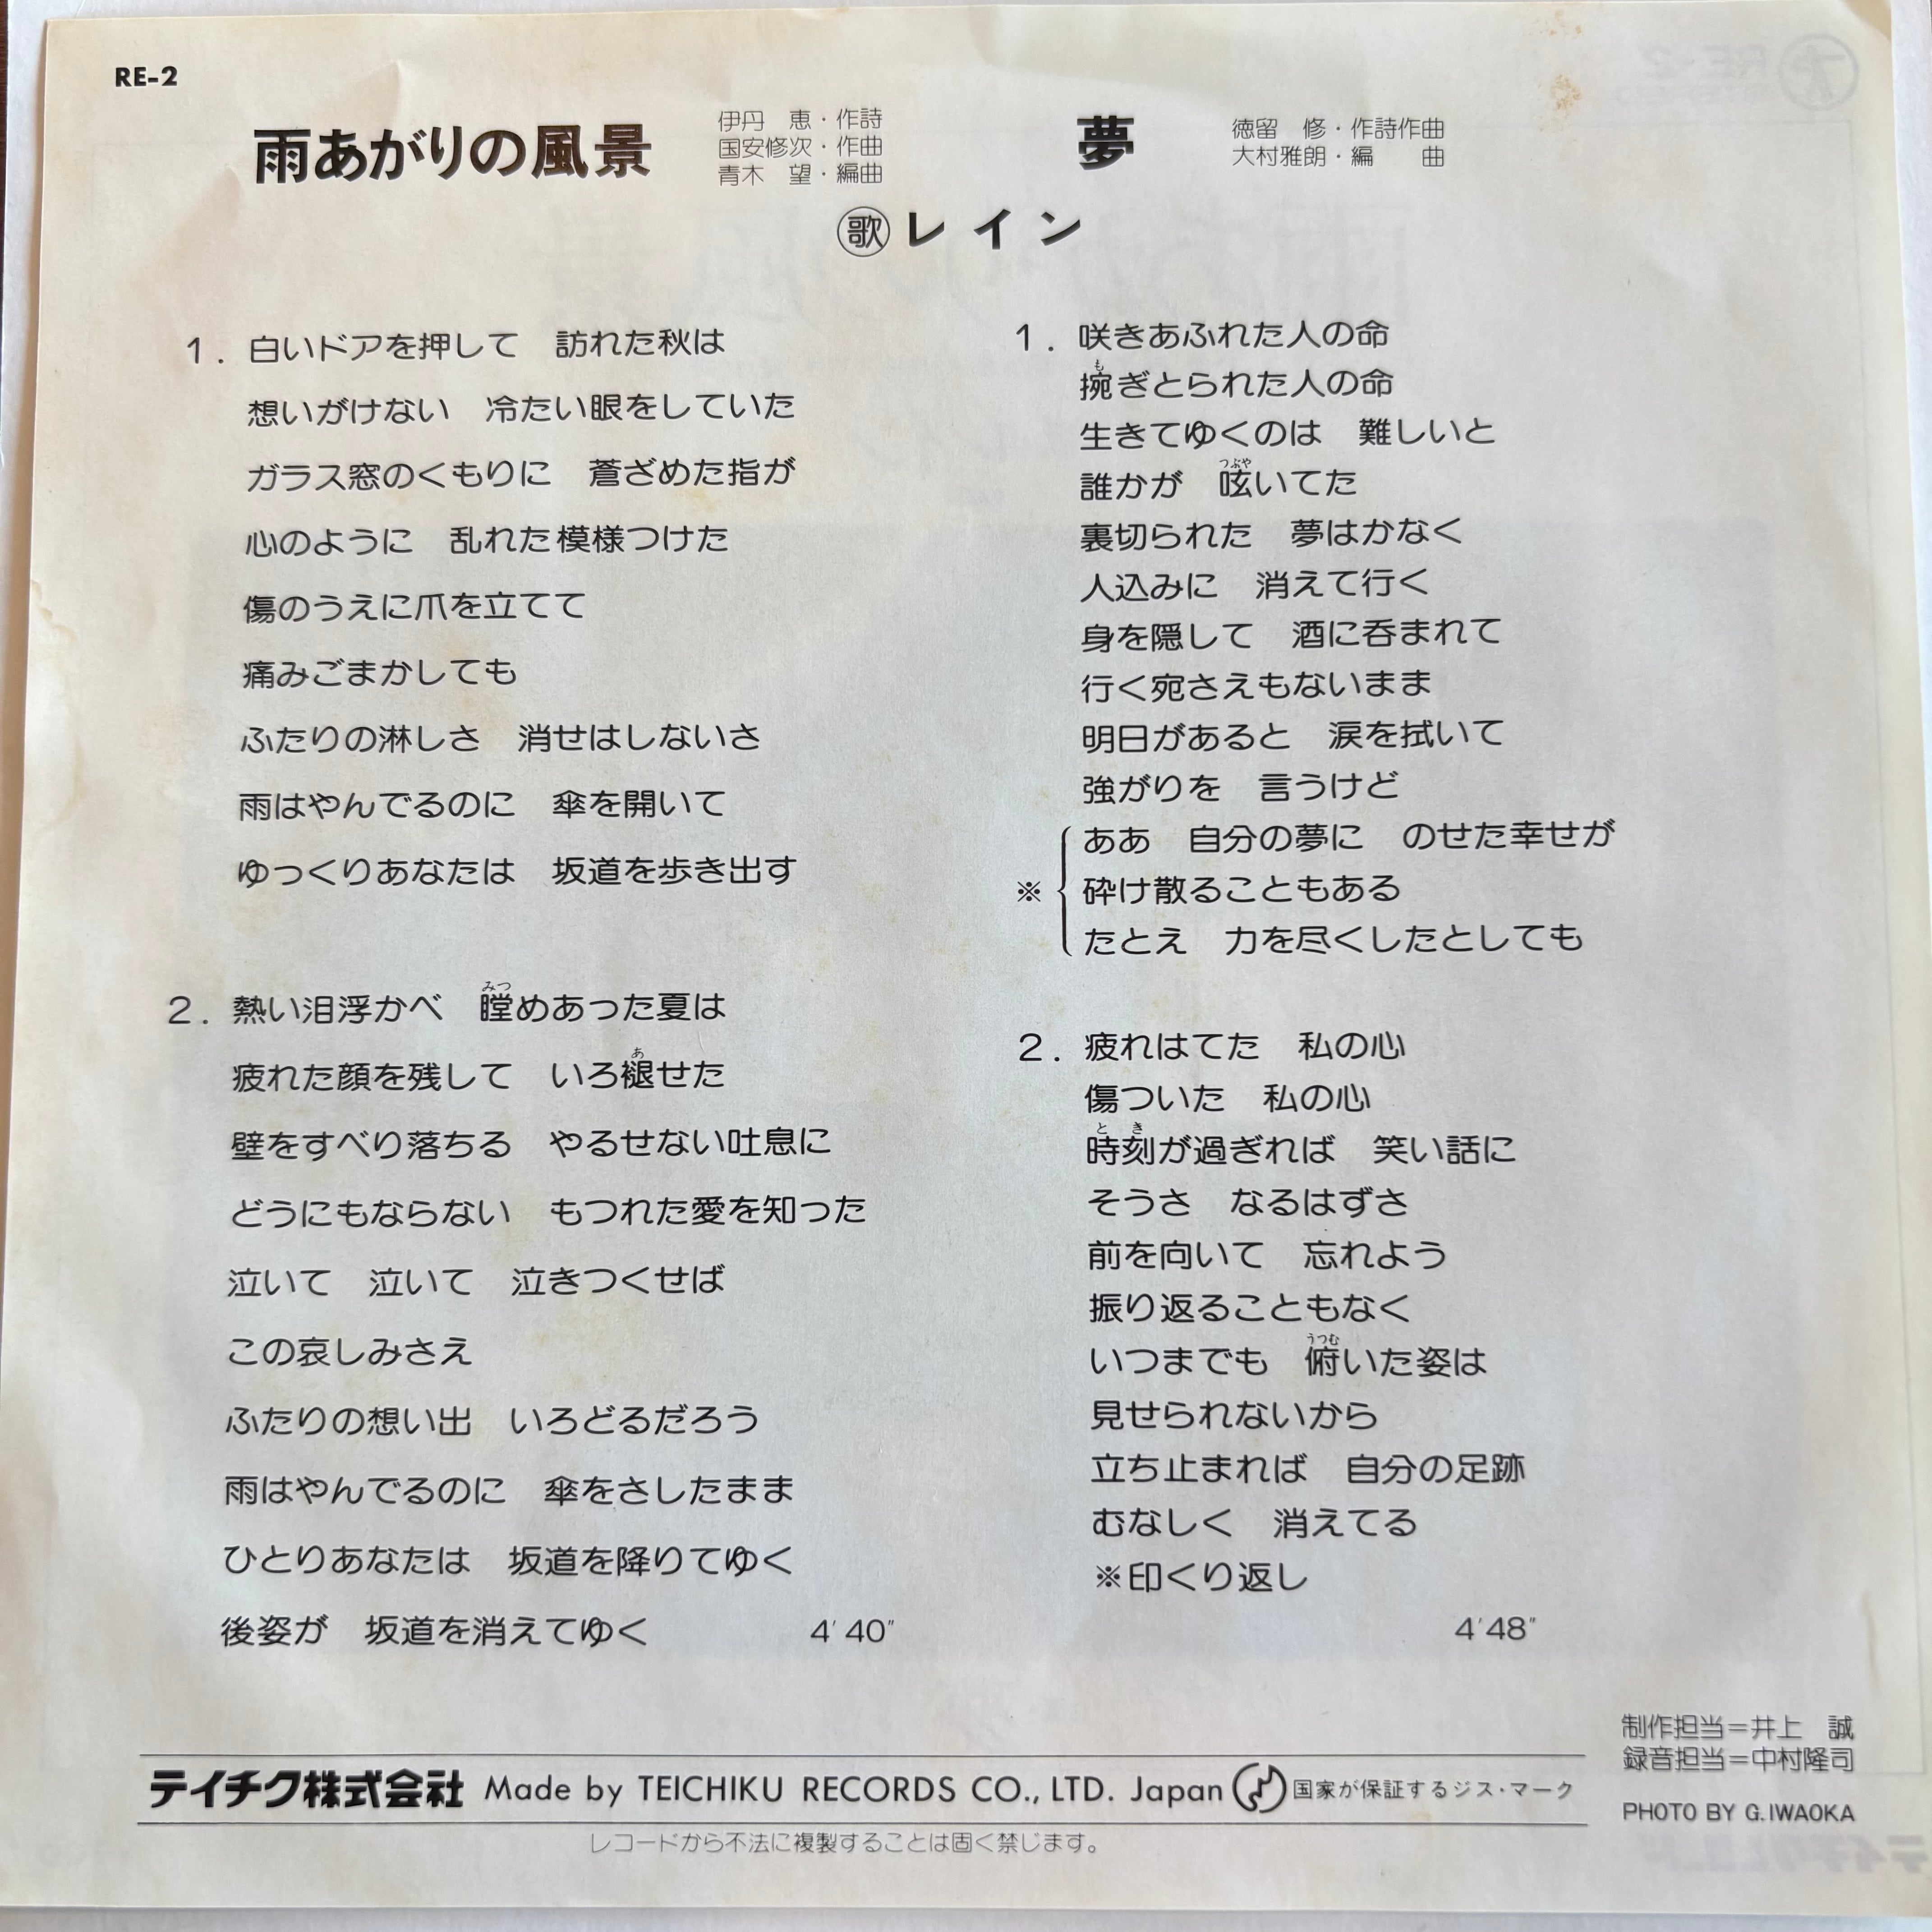 RE-2
雨あがりの風景
伊丹　恵・作詩
国安修次・作曲
青木　望・編曲
夢
徳留　修・作詩作曲
大村雅朗・編　　曲
歌 レイン
1. 白いドアを押して　訪れた秋は
想いがけない　冷たい眼をしていた
ガラス窓のくもりに　蒼ざめた指が
心のように　乱れた模様つけた
傷のうえに爪を立てて
痛みごまかしても
ふたりの淋しさ　消せはしないさ
雨はやんでるのに　傘を開いて
ゆっくりあなたは　坂道を歩き出す
みつ
2. 熱い泪浮かべ　瞠めあった夏は
あ
疲れた顔を残して　いろ褪せた
壁をすべり落ちる　やるせない吐息に
どうにもならない　もつれた愛を知った
泣いて　泣いて　泣きつくせば
この哀しみさえ
ふたりの想い出　いろどるだろう
雨はやんでるのに　傘をさしたまま
ひとりあなたは　坂道を降りてゆく
後姿が　坂道を消えてゆく　4′40″
1. 咲きあふれた人の命
も
捥ぎとられた人の命
生きてゆくのは　難しいと
つぶや
誰かが　呟いてた
裏切られた　夢はかなく
人込みに　消えて行く
身を隠して　酒に呑まれて
行く宛さえもないまま
明日があると　涙を拭いて
強がりを　言うけど
ああ　自分の夢に　のせた幸せが
※ 砕け散ることもある
たとえ　力を尽くしたとしても
2. 疲れはてた　私の心
傷ついた　私の心
とき
時刻が過ぎれば　笑い話に
そうさ　なるはずさ
前を向いて　忘れよう
振り返ることもなく
うつむ
いつまでも　俯いた姿は
見せられないから
立ち止まれば　自分の足跡
むなしく　消えてる
※印くり返し
4′48″
制作担当＝井上　誠
録音担当＝中村隆司
PHOTO BY G.IWAOKA
テイチク株式会社 Made by TEICHIKU RECORDS CO., LTD. Japan 国家が保証するジス・マーク
レコードから不法に複製することは固く禁じます。